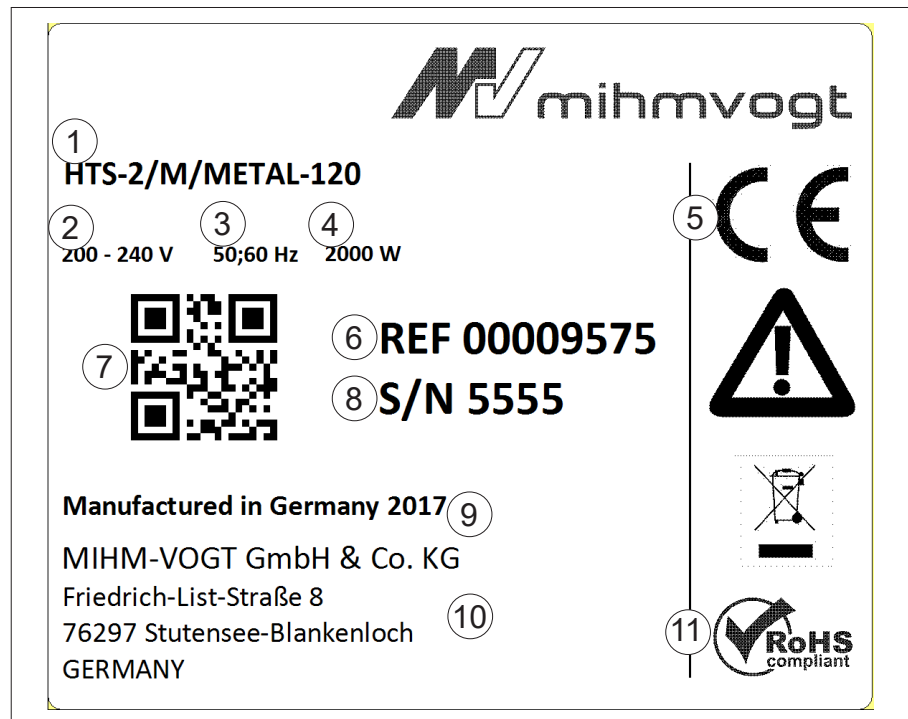 mihmvogt
1
HTS-2/M/METAL-120
2 3 4
200 - 240 V 50;60 Hz 2000 W
5
CE
6 REF 00009575
7
8 S/N 5555
Manufactured in Germany 2017 9
MIHM-VOGT GmbH & Co. KG
Friedrich-List-Straße 8
10
76297 Stutensee-Blankenloch
GERMANY
11
RoHS
compliant